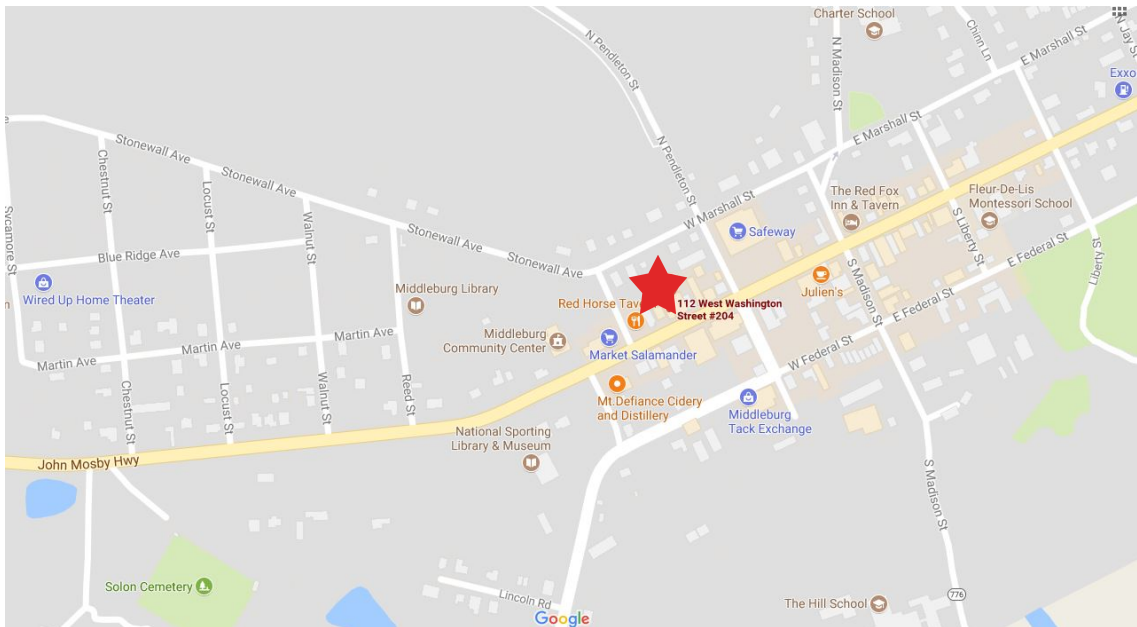 Charter School
N Pendleton St
N Madison St
Chinn Ln
E Marshall St
N Jay St
Exxo
Stonewall Ave
Stonewall Ave
Stonewall Ave
Stonewall Ave
N Pendleton St
E Marshall St
W Marshall St
Chestnut St
Locust St
Walnut St
Reed St
Sycamore St
Blue Ridge Ave
Wired Up Home Theater
Middleburg Library
The Red Fox
Inn & Tavern
Fleur-De-Lis
Montessori School
S Liberty St
E Federal St
Liberty St
Safeway
Julien's
S Madison St
E Federal St
Red Horse Tave
112 West Washington
Street #204
Middleburg
Community Center
Market Salamander
W Federal St
Martin Ave
Martin Ave
Martin Ave
Chestnut St
Locust St
Walnut St
Mt Defiance Cidery
and Distillery
Middleburg
Tack Exchange
National Sporting
Library & Museum
John Mosby Hwy
S Madison St
Solon Cemetery
Lincoln Rd
The Hill School
776
Google